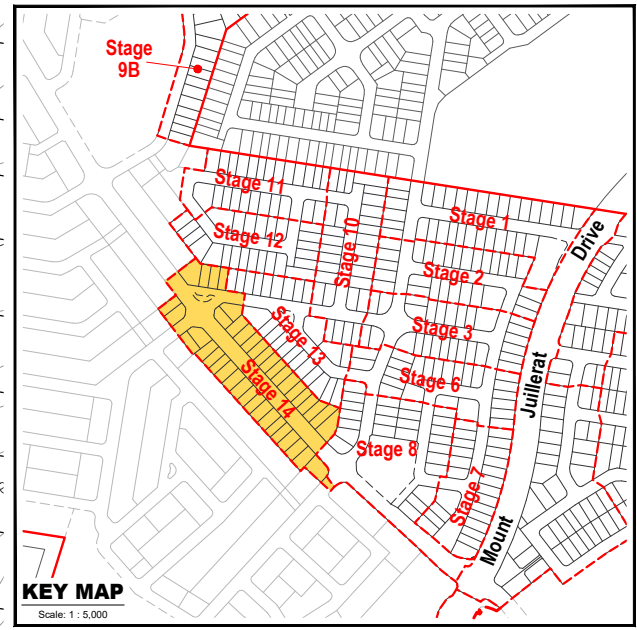 Stage
9B
Stage 11
Stage 1
Stage 12
Stage 10
Drive
Stage 2
Stage 13
Stage 3
Juillerat
Stage 6
Stage 14
Stage 8
Stage 7
Mount
KEY MAP
Scale: 1 : 5,000